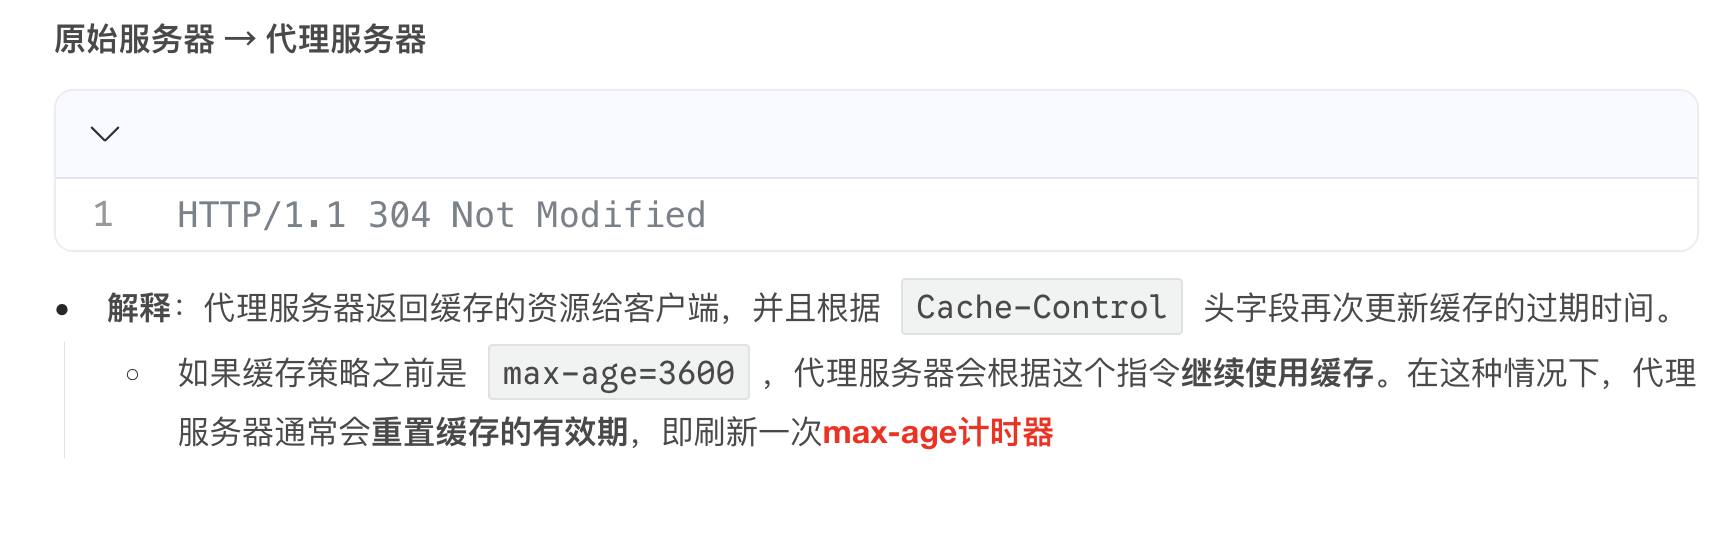 原始服务器 → 代理服务器
1 HTTP/1.1 304 Not Modified
解释：代理服务器返回缓存的资源给客户端，并且根据 Cache-Control 头字段再次更新缓存的过期时间。
如果缓存策略之前是 max-age=3600 ，代理服务器会根据这个指令继续使用缓存。在这种情况下，代理
服务器通常会重置缓存的有效期，即刷新一次max-age计时器